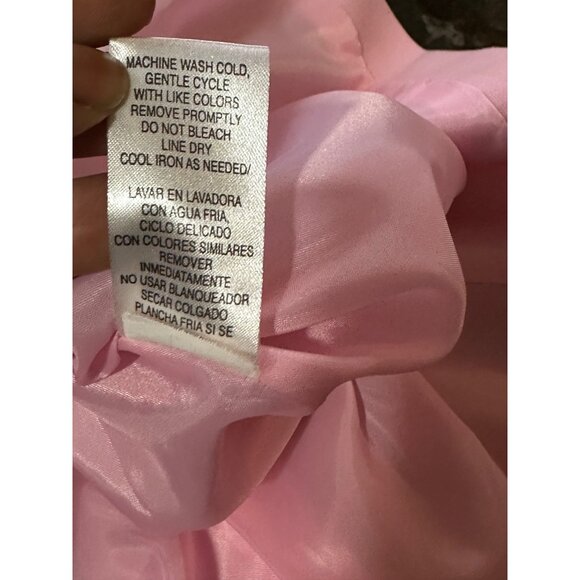 MACHINE WASH COLD,
GENTLE CYCLE
WITH LIKE COLORS
REMOVE PROMPTLY
DO NOT BLEACH
LINE DRY
COOL IRON AS NEEDED/
LAVAR EN LAVADORA
CON AGUA FRIA,
CICLO DELICADO
CON COLORES SIMILARES
REMOVER
INMEDIATAMENTE
NO USAR BLANQUEADOR
SECAR COLGADO
PLANCHA FRIA SI SE